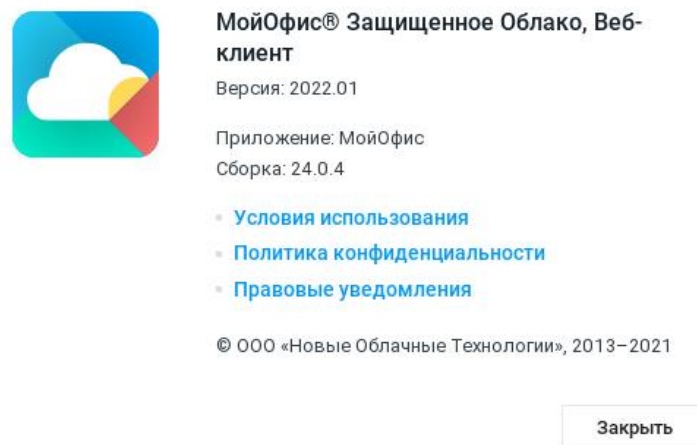 МойОфис® Защищенное Облако, Веб-
клиент
Версия: 2022.01
Приложение: МойОфис
Сборка: 24.0.4
Условия использования
Политика конфиденциальности
Правовые уведомления
© ООО «Новые Облачные Технологии», 2013–2021
Закрыть